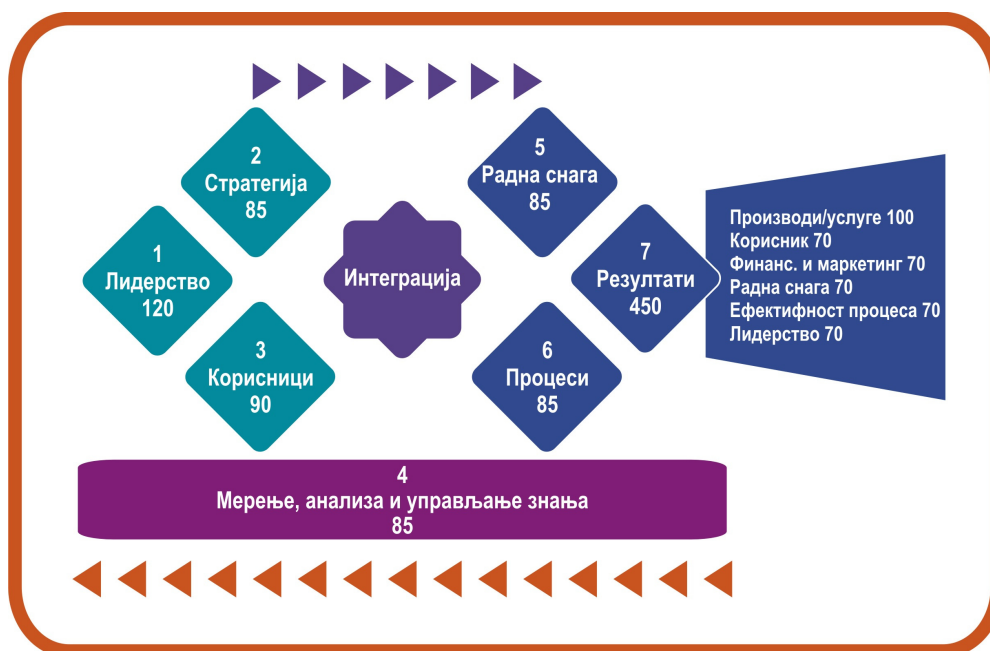 1
Лидерство
120
2
Стратегија
85
3
Корисници
90
Интеграција
5
Радна снага
85
6
Процеси
85
7
Резултати
450
Производи/услуге 100
Корисник 70
Финанс. и маркетинг 70
Радна снага 70
Ефектифност процеса 70
Лидерство 70
4
Мерење, анализа и управљање знања
85